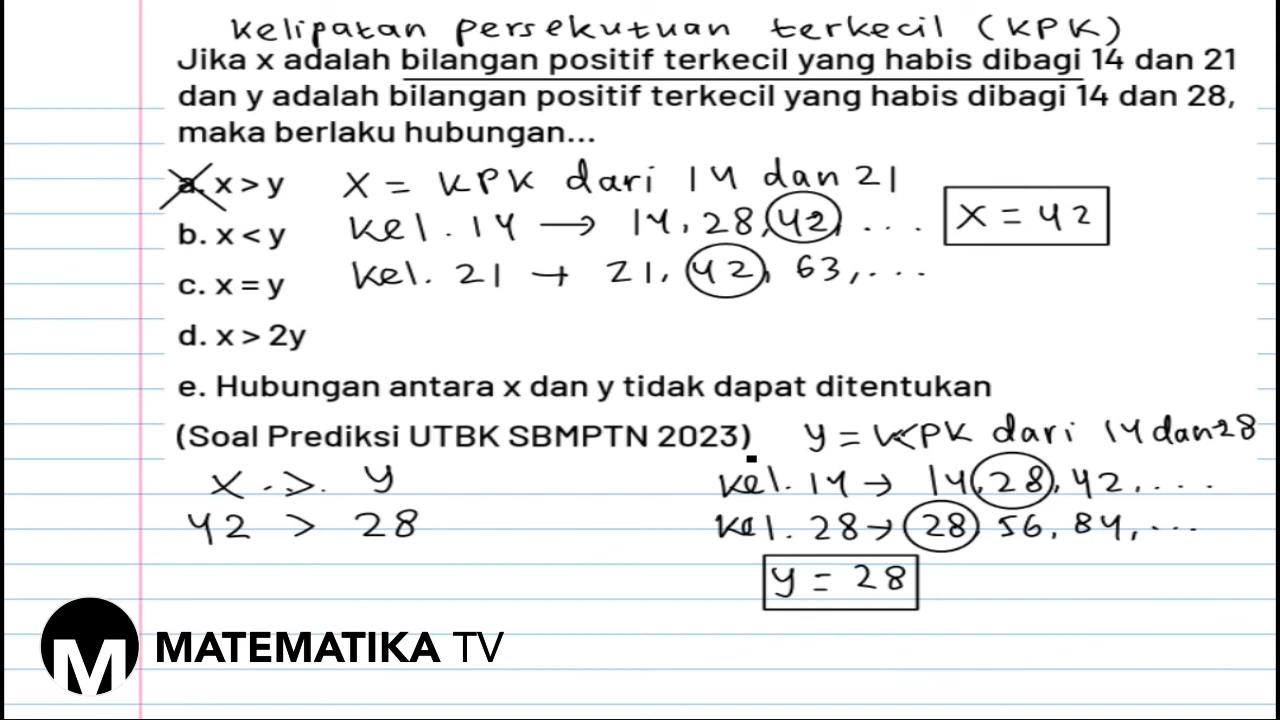 Kelipatan persekutuan terkecil (KPK)
Jika x adalah bilangan positif terkecil yang habis dibagi 14 dan 21
dan y adalah bilangan positif terkecil yang habis dibagi 14 dan 28,
maka berlaku hubungan...
a. x > y
X = KPK dari 14 dan 21
b. x < y
Kel. 14 → 14, 28, 42, ...
X = 42
c. x = y
Kel. 21 → 21, 42, 63, ...
d. x > 2y
e. Hubungan antara x dan y tidak dapat ditentukan
(Soal Prediksi UTBK SBMPTN 2023)
y = KPK dari 14 dan 28
X .>. y
Kel. 14 → 14, 28, 42, ...
42 > 28
Kel. 28 → 28, 56, 84, ...
y = 28
M MATEMATIKA TV